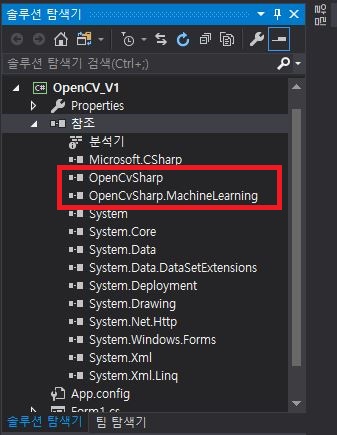 솔루션 탐색기
솔루션 탐색기 검색(Ctrl+;)
OpenCV_V1
Properties
참조
분석기
Microsoft.CSharp
OpenCvSharp
OpenCvSharp.MachineLearning
System
System.Core
System.Data
System.Data.DataSetExtensions
System.Deployment
System.Drawing
System.Net.Http
System.Windows.Forms
System.Xml
System.Xml.Linq
App.config
Form1.cs
솔루션 탐색기 팀 탐색기